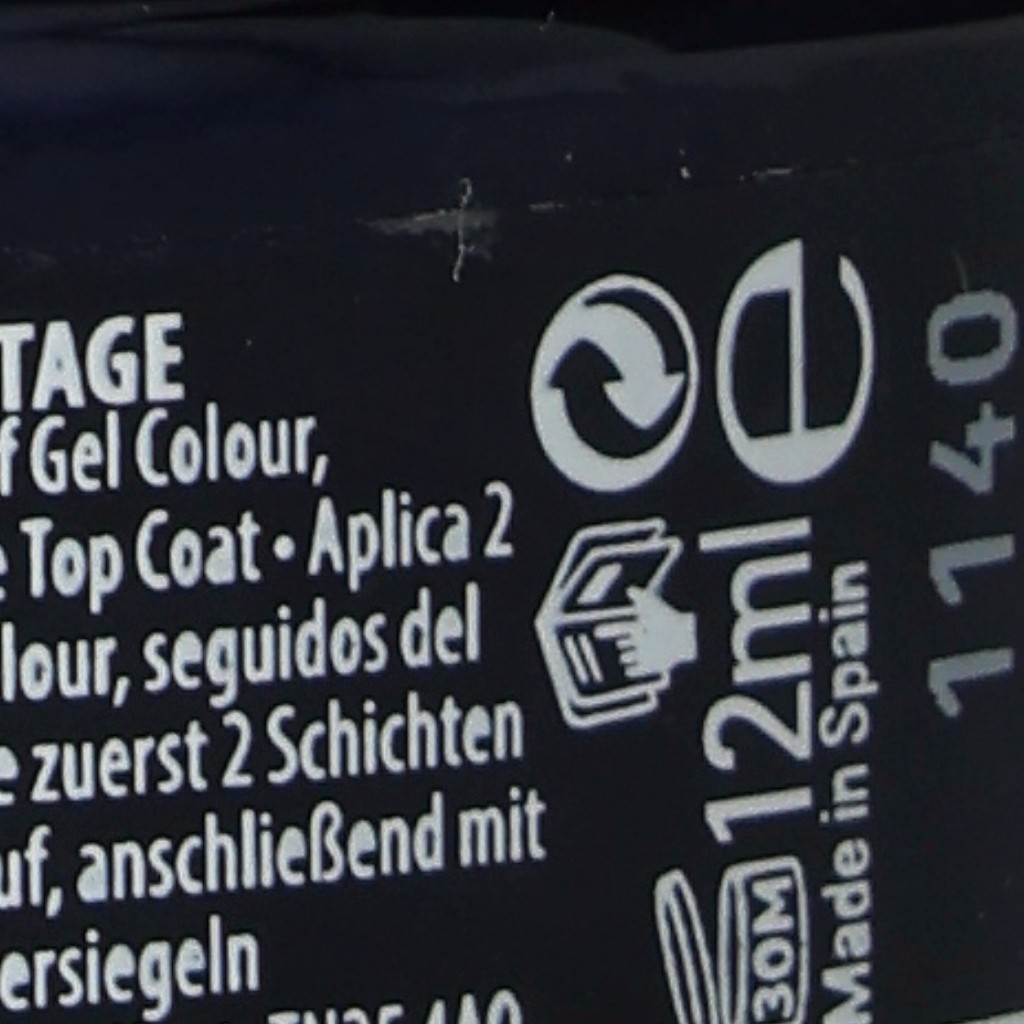 TAGE
f Gel Colour,
Top Coat • Aplica 2
lour, seguidos del
e zuerst 2 Schichten
uf, anschließend mit
ersiegeln
e
12ml
30M
Made in Spain
1140